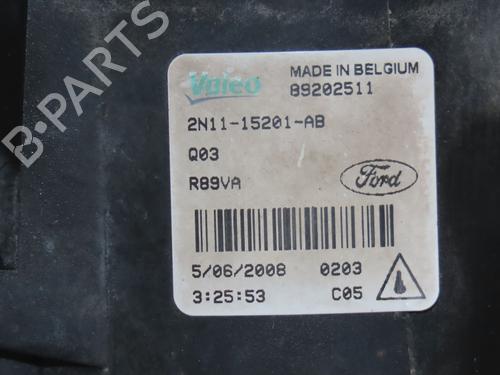 B-PARTS
Valeo
MADE IN BELGIUM
89202511
2N11-15201-AB
Q03
R89VA
Ford
5/06/2008 0203
3:25:53 C05